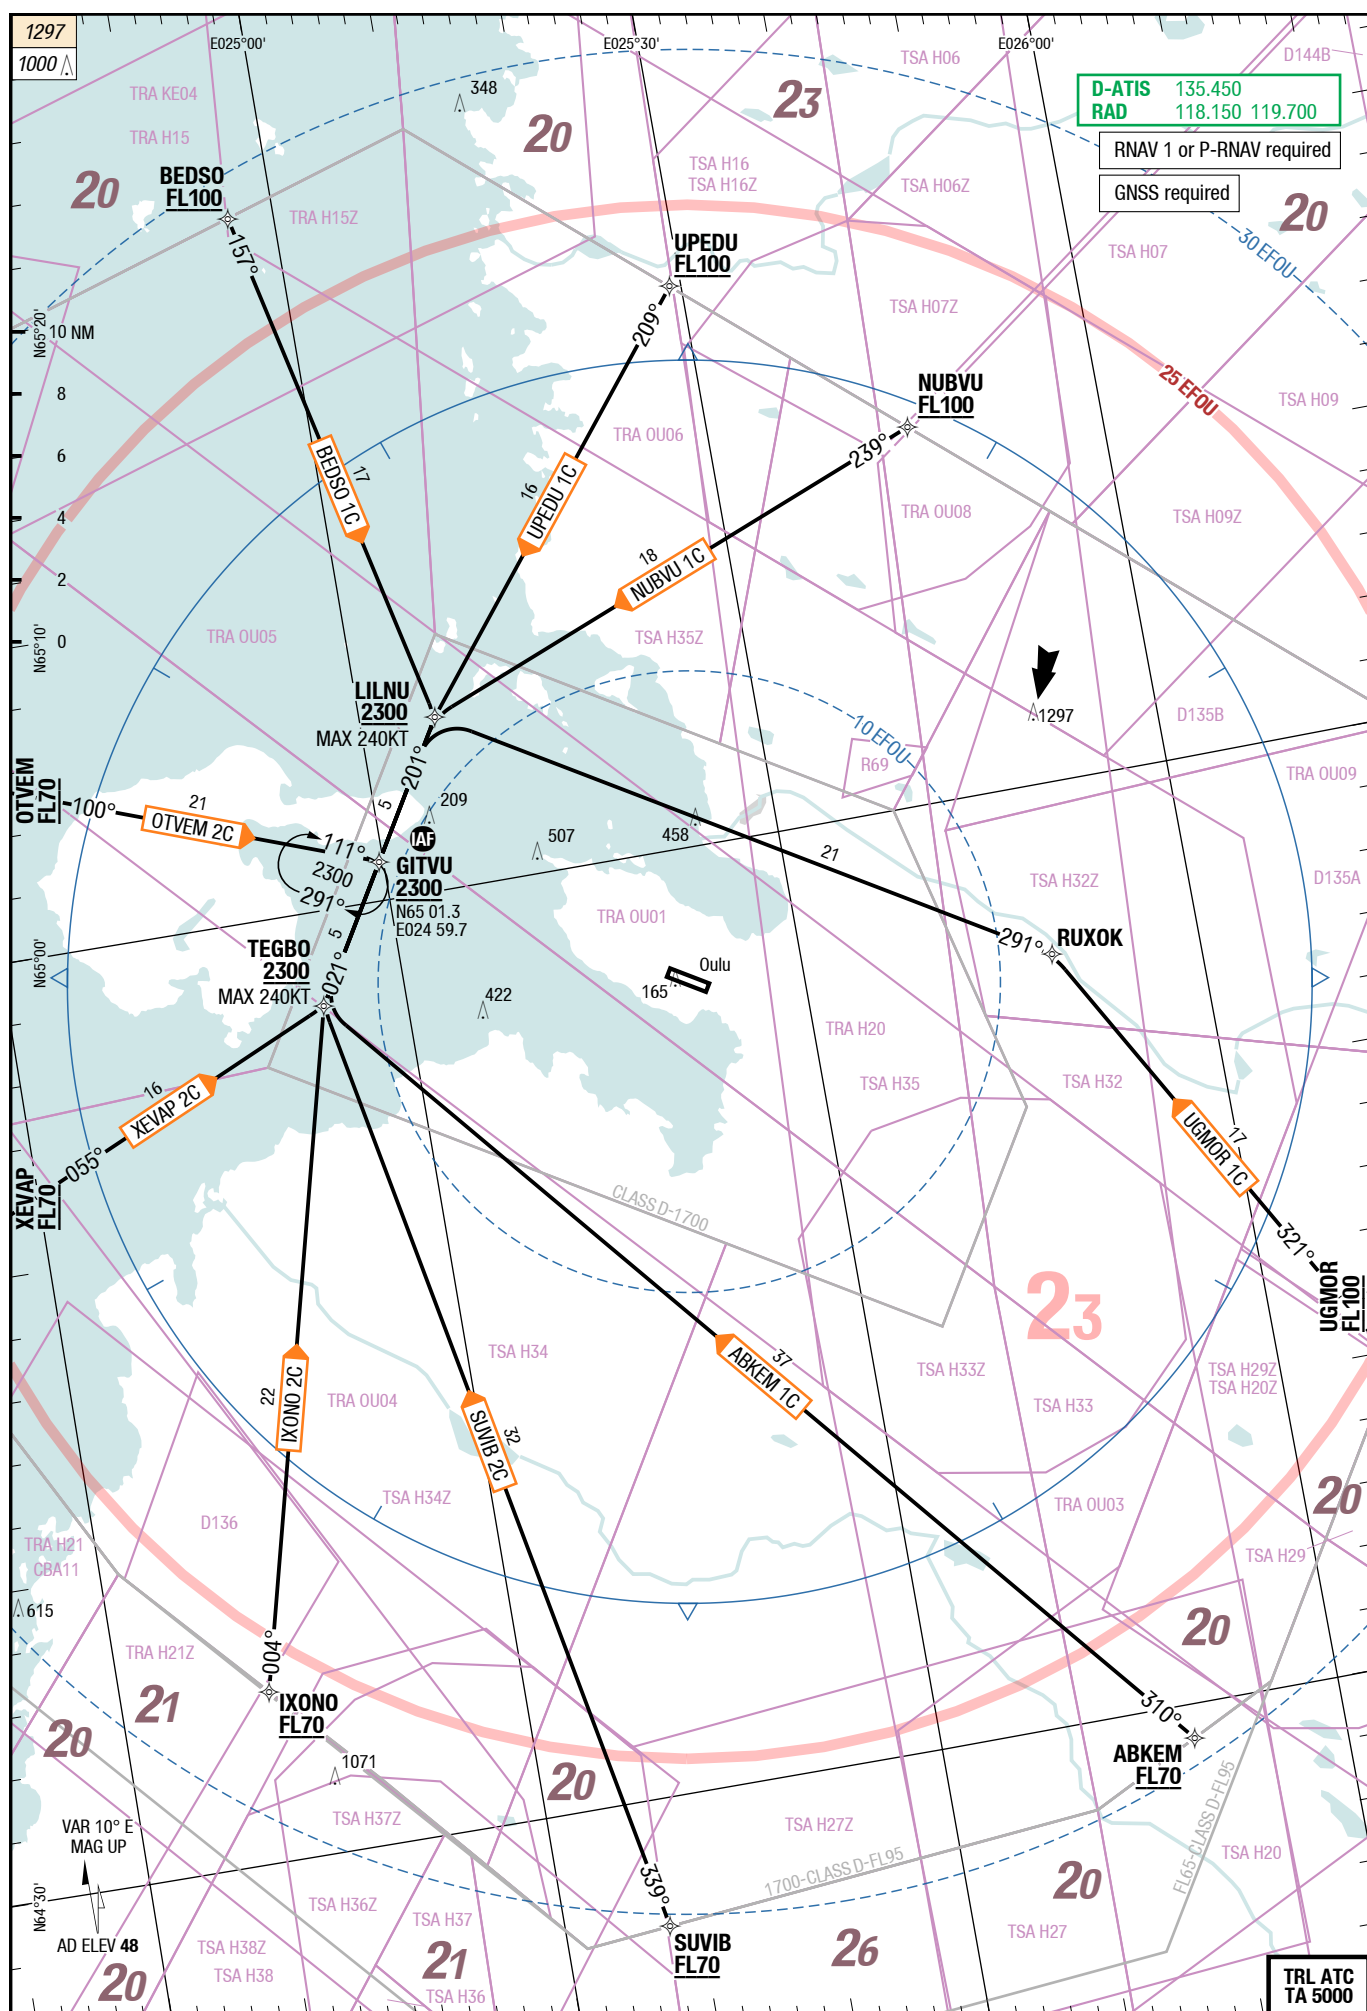 1297
1000
E025°00'
E025°30'
E026°00'
TSA H06
D144B
TRA KE04
348
23
20
D-ATIS 135.450
RAD 118.150 119.700
TRA H15
RNAV 1 or P-RNAV required
TSA H16
TSA H16Z
TSA H06Z
GNSS required
20
BEDSO
FL100
20
TRA H15Z
157°
UPEDU
FL100
30 EFOU
TSA H07
TSA H07Z
209°
N65°20'
10 NM
8
6
4
2
0
N65°10'
25 EFOU
NUBVU
FL100
TSA H09
239°
TRA OU06
BEDSO 1C
17
16
UPEDU 1C
TRA OU08
TSA H09Z
18
NUBVU 1C
TRA OU05
TSA H35Z
LILNU
2300
MAX 240KT
1297
D135B
10 EFOU
R69
TRA OU09
201°
5
OTVEM
FL70
100°
21
OTVEM 2C
209
458
507
IAF
111°
2300
291°
GITVU
2300
N65 01.3
E024 59.7
21
TSA H32Z
D135A
TRA OU01
5
291°
RUXOK
TEGBO
2300
MAX 240KT
021°
N65°00'
Oulu
165
422
TRA H20
TSA H35
TSA H32
16
XEVAP 2C
055°
XEVAP
FL70
17
UGMOR 1C
CLASS D-1700
321°
UGMOR
FL100
23
TSA H34
37
ABKEM 1C
TSA H33Z
TSA H29Z
TSA H20Z
TSA H33
22
IXONO 2C
TRA OU04
32
SUVIB 2C
TSA H34Z
D136
TRA OU03
20
TRA H21
CBA11
TSA H29
615
20
TRA H21Z
004°
21
IXONO
FL70
20
310°
ABKEM
FL70
1071
20
TSA H37Z
TSA H27Z
VAR 10° E
MAG UP
339°
1700-CLASS D-FL95
FL65-CLASS D-FL95
TSA H20
20
N64°30'
TSA H36Z
TSA H37
TSA H27
AD ELEV 48
TSA H38Z
TSA H38
SUVIB
FL70
26
21
20
TSA H36
TRL ATC
TA 5000